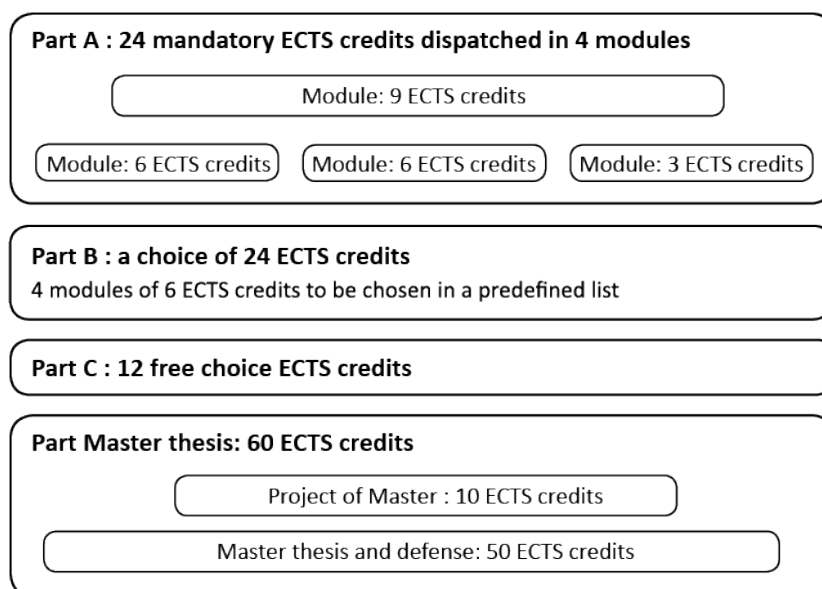 Part A : 24 mandatory ECTS credits dispatched in 4 modules
Module: 9 ECTS credits
Module: 6 ECTS credits
Module: 6 ECTS credits
Module: 3 ECTS credits
Part B : a choice of 24 ECTS credits
4 modules of 6 ECTS credits to be chosen in a predefined list
Part C : 12 free choice ECTS credits
Part Master thesis: 60 ECTS credits
Project of Master : 10 ECTS credits
Master thesis and defense: 50 ECTS credits